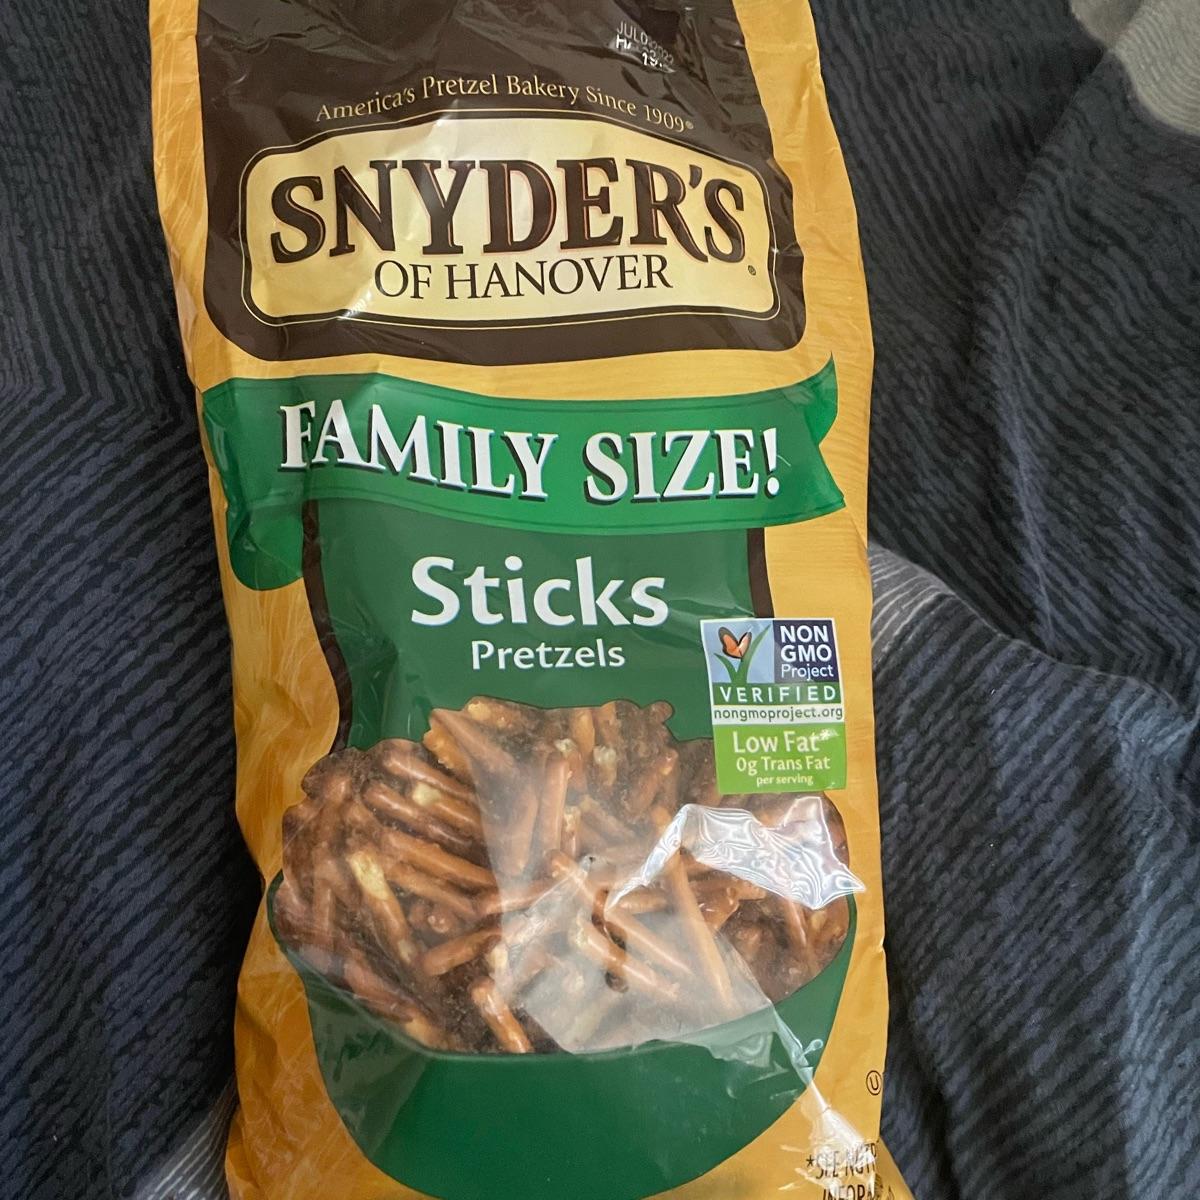 America's Pretzel Bakery Since 1909®
SNYDER'S®
OF HANOVER
FAMILY SIZE!
Sticks
Pretzels
NON
GMO
Project
VERIFIED
nongmoproject.org
Low Fat*
0g Trans Fat
per serving
U
*SEE